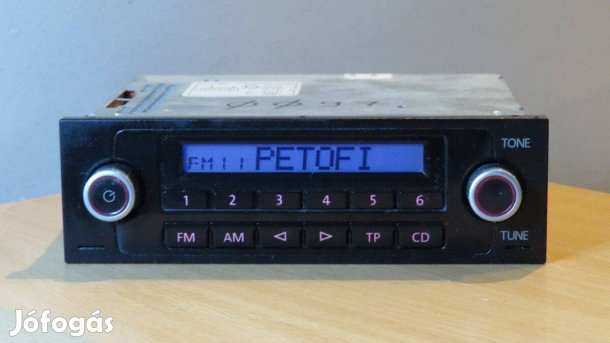 TONE
FM11 PETOFI
1 2 3 4 5 6
FM AM TP CD
TUNE
Jófogás